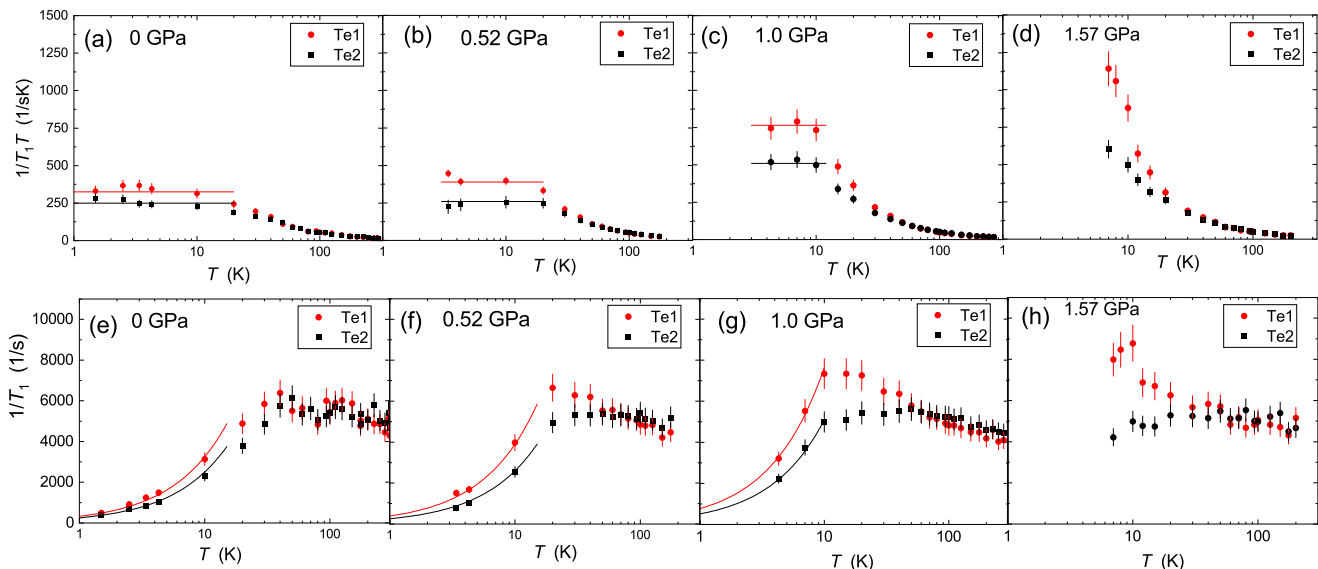 1/T₁T (1/sK)
1500
1250
1000
750
500
250
0
(a) 0 GPa
Te1
Te2
1 10 100
T (K)
(b) 0.52 GPa
Te1
Te2
1 10 100
T (K)
(c) 1.0 GPa
Te1
Te2
1 10 100
T (K)
(d) 1.57 GPa
Te1
Te2
1 10 100
T (K)
1/T₁ (1/s)
10000
8000
6000
4000
2000
0
(e) 0 GPa
Te1
Te2
1 10 100
T (K)
(f) 0.52 GPa
Te1
Te2
1 10 100
T (K)
(g) 1.0 GPa
Te1
Te2
1 10 100
T (K)
(h) 1.57 GPa
Te1
Te2
1 10 100
T (K)